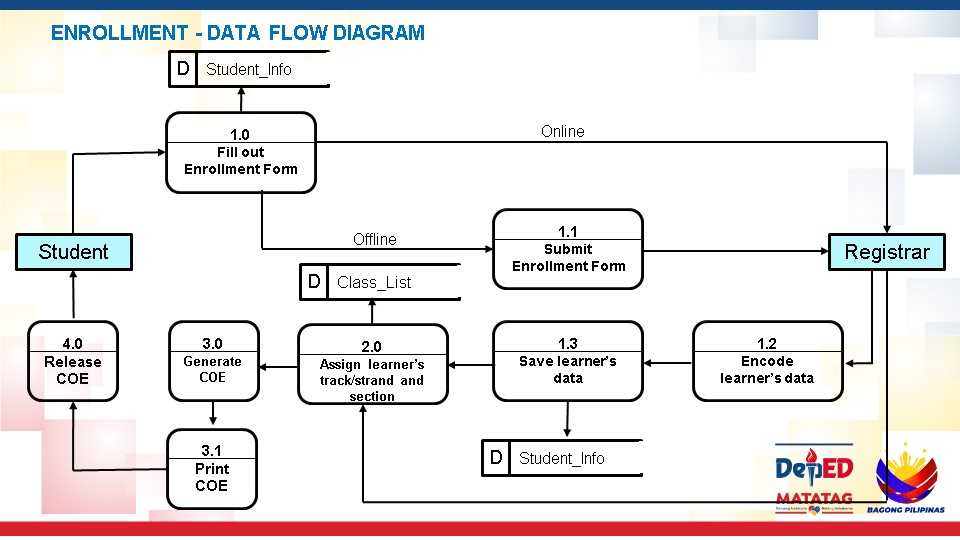 ENROLLMENT - DATA FLOW DIAGRAM
D Student_Info
1.0
Fill out
Enrollment Form
Online
Offline
1.1
Submit
Enrollment Form
Student
Registrar
D Class_List
4.0
Release
COE
3.0
Generate
COE
2.0
Assign learner's
track/strand and
section
1.3
Save learner's
data
1.2
Encode
learner's data
3.1
Print
COE
D Student_Info
DepED
MATATAG
BAGONG PILIPINAS